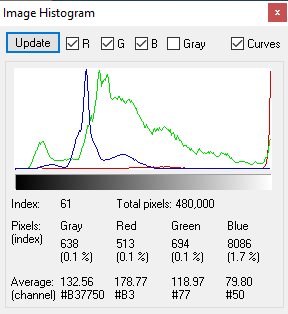 Image Histogram
Update R G B Gray Curves
Index: 61 Total pixels: 480,000
Pixels: Gray Red Green Blue
(index) 638 513 694 8086
(0.1 %) (0.1 %) (0.1 %) (1.7 %)
Average: 132.56 178.77 118.97 79.80
(channel) #B37750 #B3 #77 #50